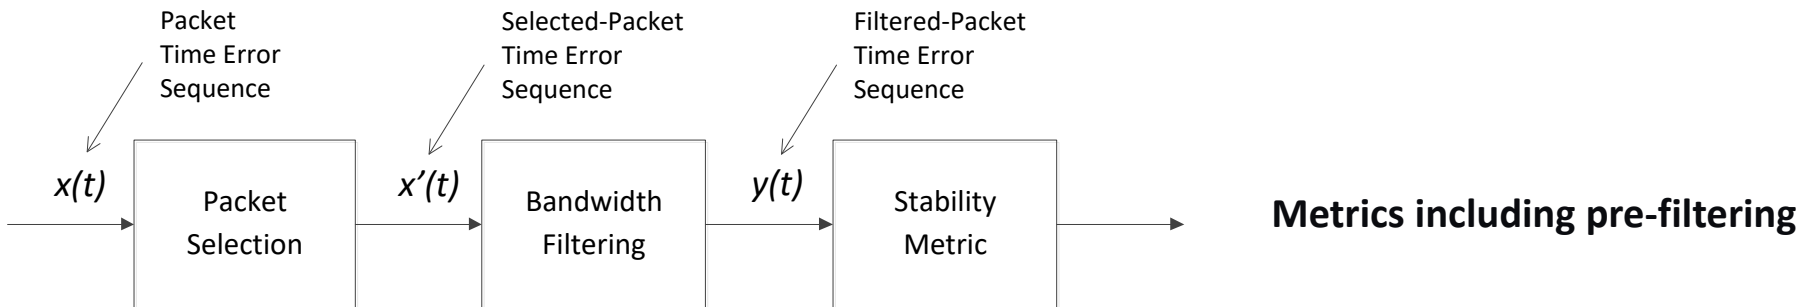 Packet
Time Error
Sequence
Selected-Packet
Time Error
Sequence
Filtered-Packet
Time Error
Sequence
x(t)
Packet
Selection
x’(t)
Bandwidth
Filtering
y(t)
Stability
Metric
Metrics including pre-filtering